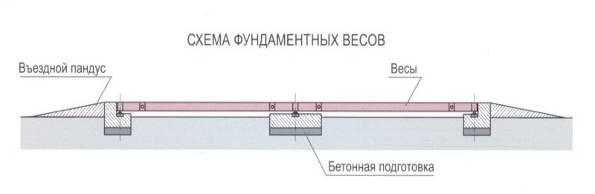 СХЕМА ФУНДАМЕНТНЫХ ВЕСОВ
Въездной пандус
Весы
Бетонная подготовка